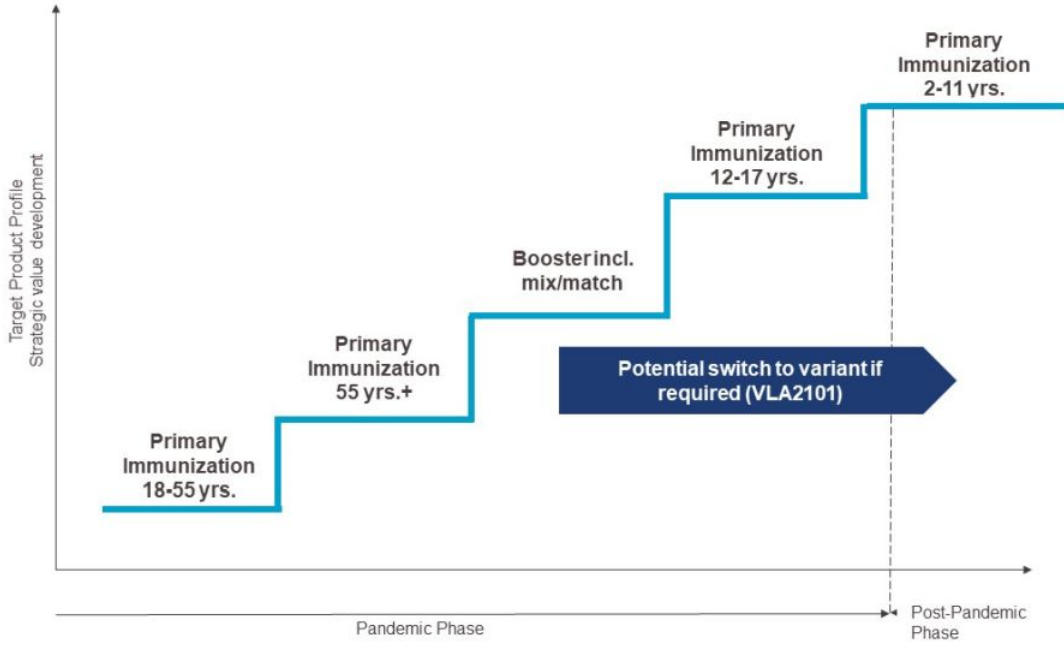 Primary
Immunization
2-11 yrs.
Primary
Immunization
12-17 yrs.
Booster incl.
mix/match
Primary
Immunization
55 yrs.+
Primary
Immunization
18-55 yrs.
Potential switch to variant if
required (VLA2101)
Target Product Profile
Strategic value development
Pandemic Phase
Post-Pandemic
Phase